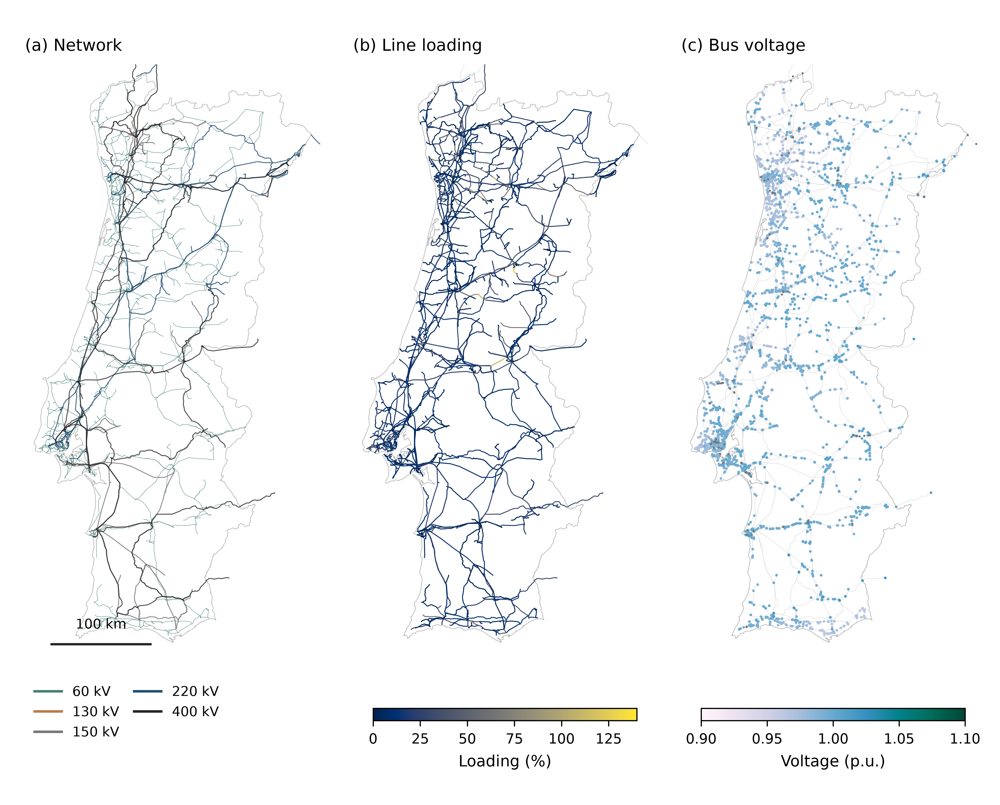 (a) Network
(b) Line loading
(c) Bus voltage
100 km
60 kV
130 kV
150 kV
220 kV
400 kV
0 25 50 75 100 125
Loading (%)
0.90 0.95 1.00 1.05 1.10
Voltage (p.u.)